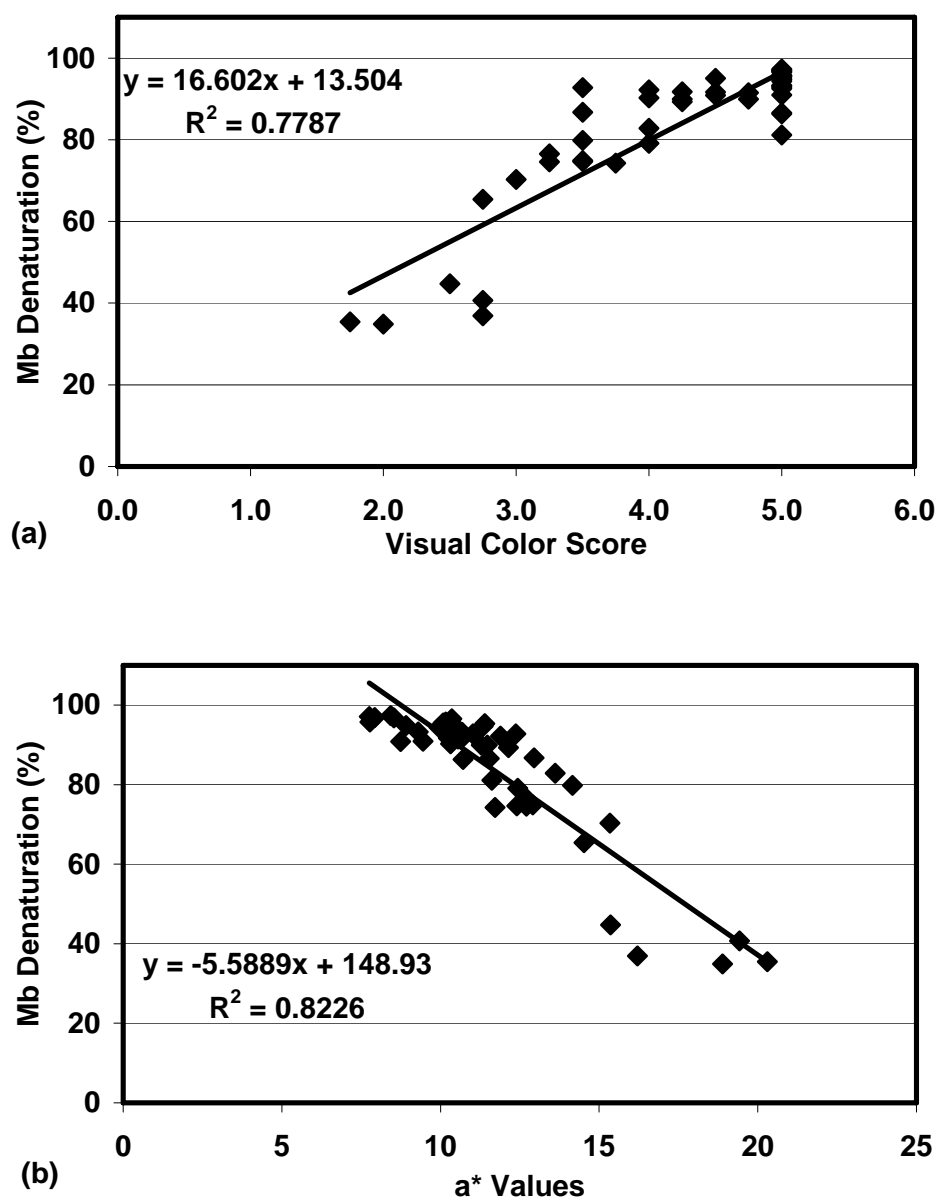 100
80
60
40
20
0
Mb Denaturation (%)
y = 16.602x + 13.504
R² = 0.7787
0.0 1.0 2.0 3.0 4.0 5.0 6.0
Visual Color Score
(a)
100
80
60
40
20
0
Mb Denaturation (%)
y = -5.5889x + 148.93
R² = 0.8226
0 5 10 15 20 25
a* Values
(b)